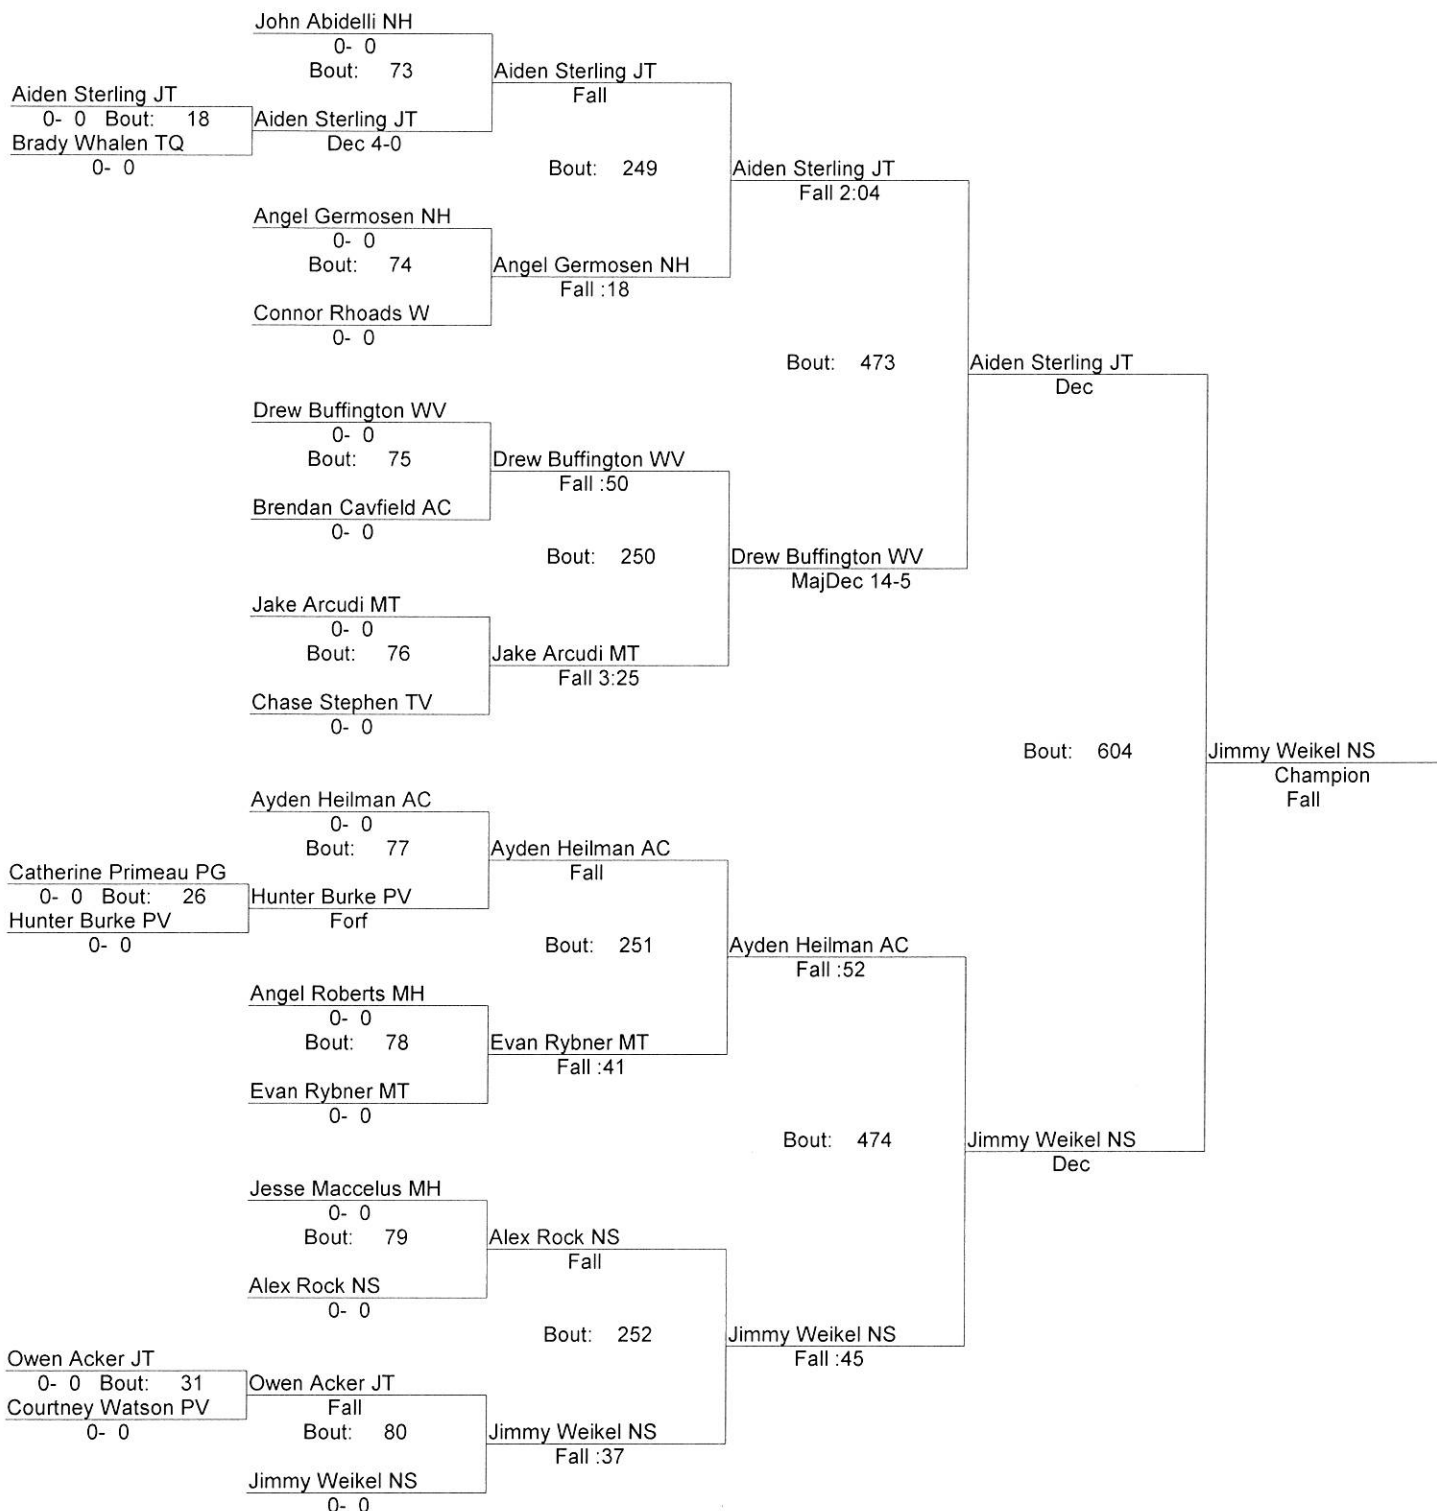 John Abidelli NH
0- 0
Bout: 73
Aiden Sterling JT
Fall
Aiden Sterling JT
0- 0 Bout: 18
Brady Whalen TQ
0- 0
Aiden Sterling JT
Dec 4-0
Bout: 249
Aiden Sterling JT
Fall 2:04
Angel Germosen NH
0- 0
Bout: 74
Angel Germosen NH
Fall :18
Connor Rhoads W
0- 0
Bout: 473
Aiden Sterling JT
Dec
Drew Buffington WV
0- 0
Bout: 75
Drew Buffington WV
Fall :50
Brendan Cavfield AC
0- 0
Bout: 250
Drew Buffington WV
MajDec 14-5
Jake Arcudi MT
0- 0
Bout: 76
Jake Arcudi MT
Fall 3:25
Chase Stephen TV
0- 0
Bout: 604
Jimmy Weikel NS
Champion
Fall
Ayden Heilman AC
0- 0
Bout: 77
Ayden Heilman AC
Fall
Catherine Primeau PG
0- 0 Bout: 26
Hunter Burke PV
0- 0
Hunter Burke PV
Forf
Bout: 251
Ayden Heilman AC
Fall :52
Angel Roberts MH
0- 0
Bout: 78
Evan Rybner MT
Fall :41
Evan Rybner MT
0- 0
Bout: 474
Jimmy Weikel NS
Dec
Jesse Maccelus MH
0- 0
Bout: 79
Alex Rock NS
Fall
Alex Rock NS
0- 0
Bout: 252
Jimmy Weikel NS
Fall :45
Owen Acker JT
0- 0 Bout: 31
Courtney Watson PV
0- 0
Owen Acker JT
Fall
Bout: 80
Jimmy Weikel NS
Fall :37
Jimmy Weikel NS
0- 0